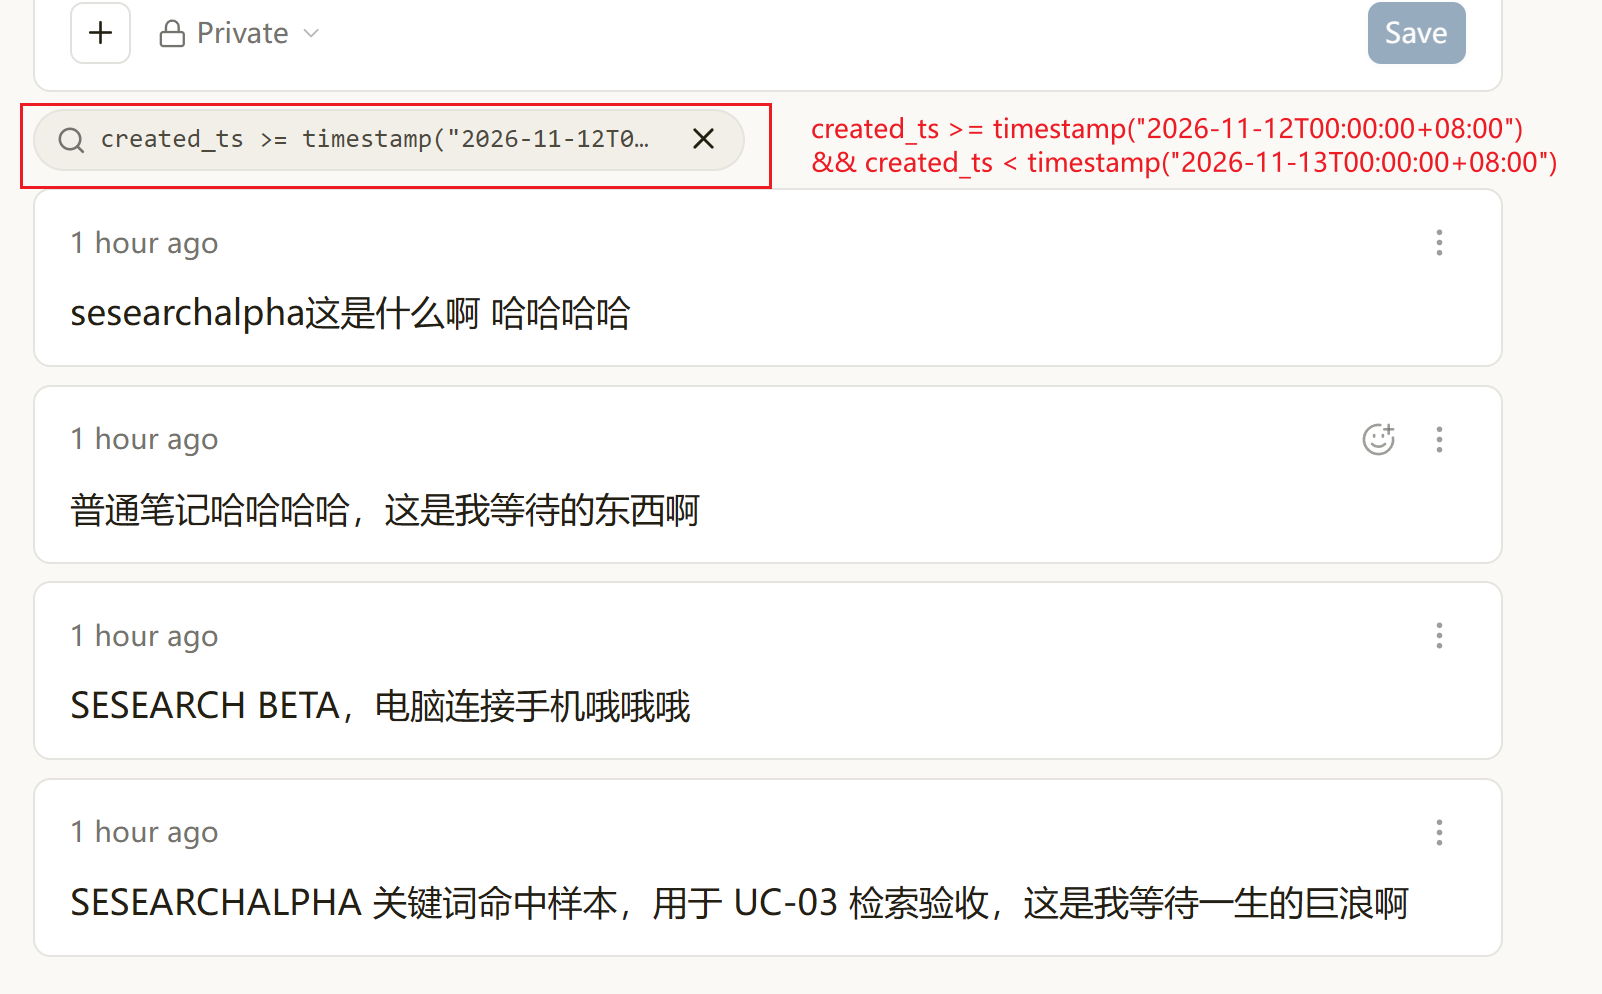 + Private Save
created_ts >= timestamp("2026-11-12T0…
created_ts >= timestamp("2026-11-12T00:00:00+08:00")
&& created_ts < timestamp("2026-11-13T00:00:00+08:00")
1 hour ago
sesearchalpha这是什么啊 哈哈哈哈
1 hour ago
普通笔记哈哈哈哈，这是我等待的东西啊
1 hour ago
SESEARCH BETA，电脑连接手机哦哦哦
1 hour ago
SESEARCHALPHA 关键词命中样本，用于 UC-03 检索验收，这是我等待一生的巨浪啊